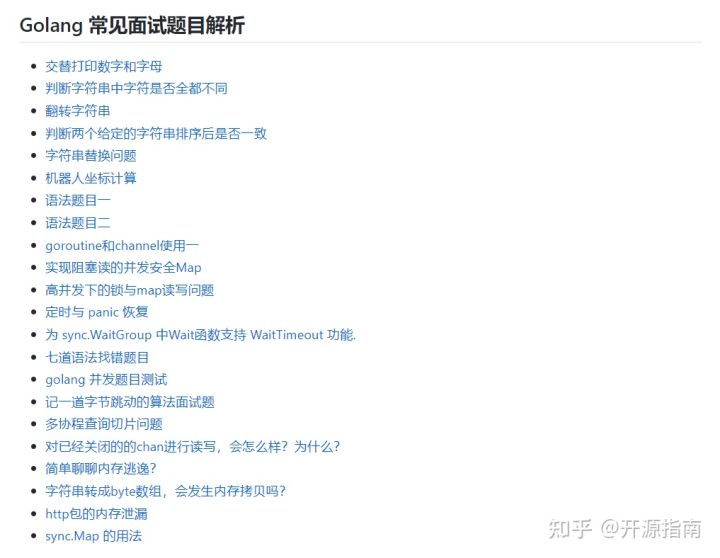 Golang 常见面试题目解析
交替打印数字和字母
判断字符串中字符是否全都不同
翻转字符串
判断两个给定的字符串排序后是否一致
字符串替换问题
机器人坐标计算
语法题目一
语法题目二
goroutine和channel使用一
实现阻塞读的并发安全Map
高并发下的锁与map读写问题
定时与 panic 恢复
为 sync.WaitGroup 中Wait函数支持 WaitTimeout 功能.
七道语法找错题目
golang 并发题目测试
记一道字节跳动的算法面试题
多协程查询切片问题
对已经关闭的的chan进行读写，会怎么样？为什么？
简单聊聊内存逃逸？
字符串转成byte数组，会发生内存拷贝吗？
http包的内存泄漏
sync.Map 的用法
知乎 @开源指南